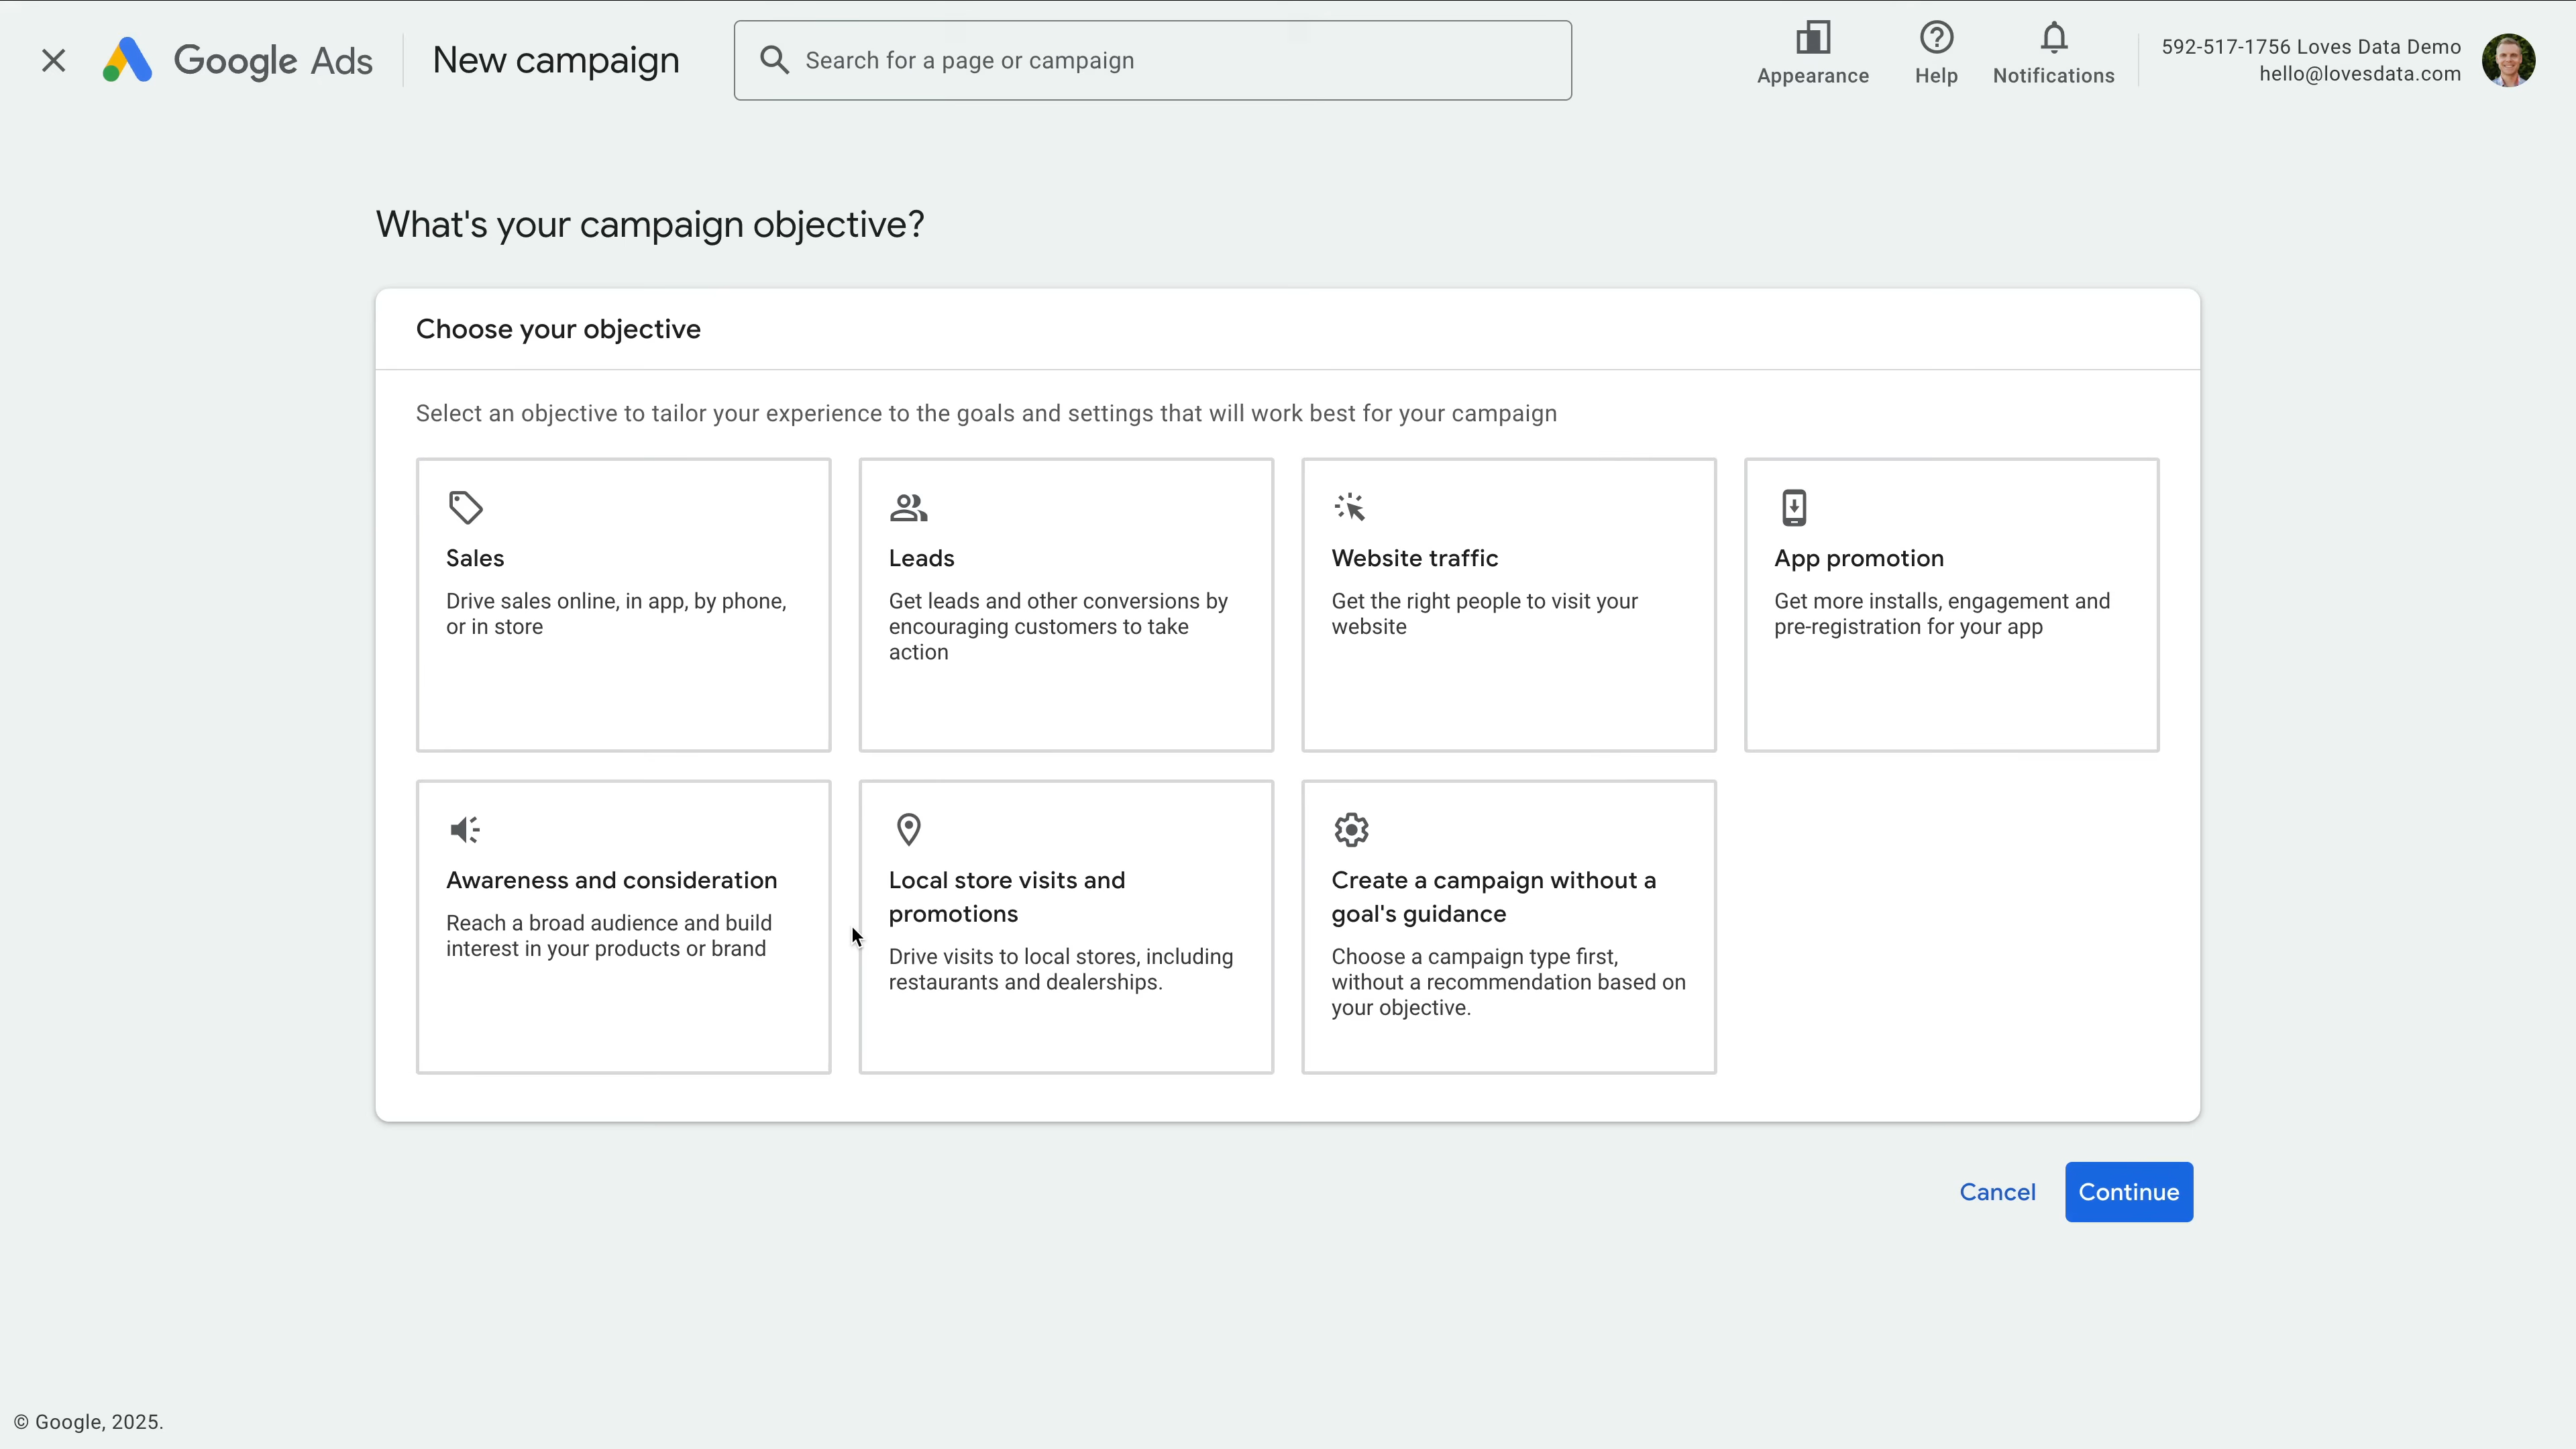 Google Ads
New campaign
Search for a page or campaign
Appearance
Help
Notifications
592-517-1756 Loves Data Demo
hello@lovesdata.com
What's your campaign objective?
Choose your objective
Select an objective to tailor your experience to the goals and settings that will work best for your campaign
Sales
Drive sales online, in app, by phone,
or in store
Leads
Get leads and other conversions by
encouraging customers to take
action
Website traffic
Get the right people to visit your
website
App promotion
Get more installs, engagement and
pre-registration for your app
Awareness and consideration
Reach a broad audience and build
interest in your products or brand
Local store visits and
promotions
Drive visits to local stores, including
restaurants and dealerships.
Create a campaign without a
goal's guidance
Choose a campaign type first,
without a recommendation based on
your objective.
Cancel
Continue
© Google, 2025.